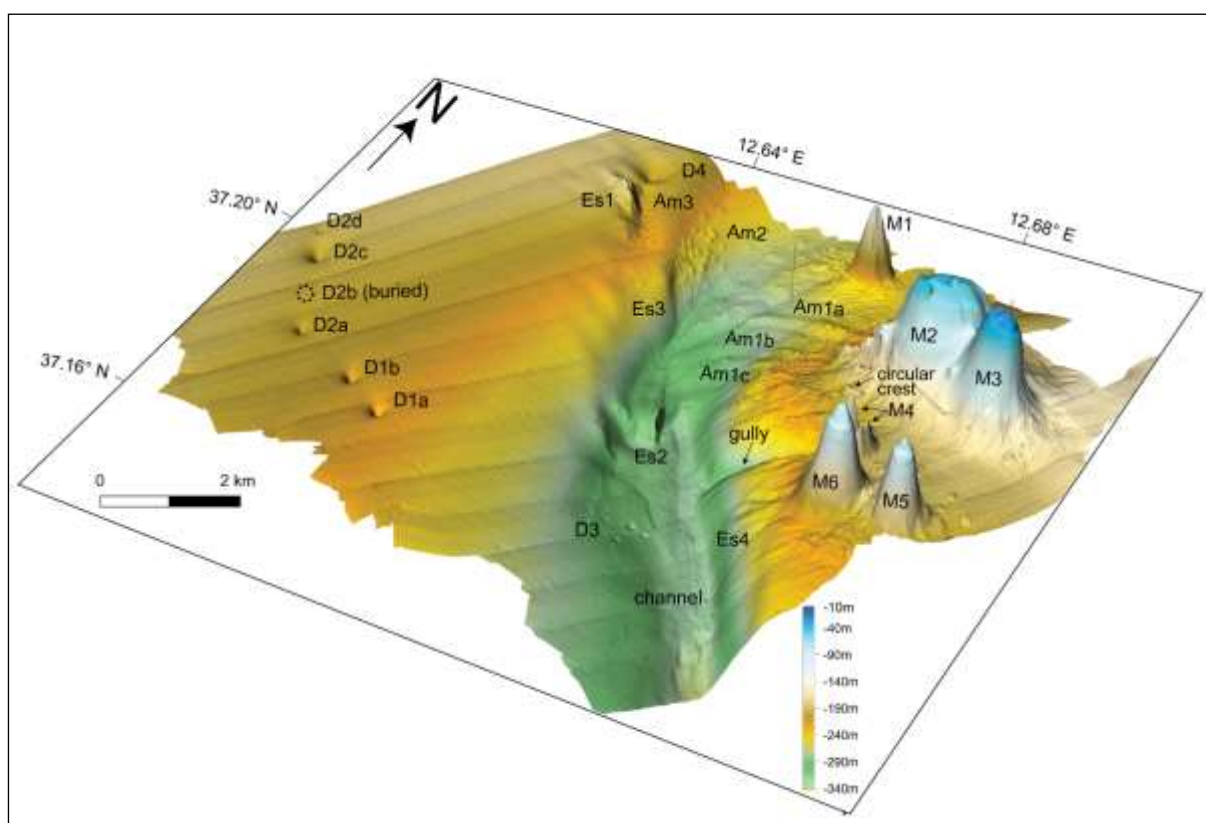 N
12.64° E
12.68° E
37.20° N
37.16° N
D4
Es1
Am3
D2d
D2c
D2b (buried)
D2a
D1b
D1a
Am2
M1
Es3
Am1a
Am1b
Am1c
M2
M3
circular
crest
M4
gully
Es2
M6
M5
0
2 km
D3
Es4
channel
-10m
-40m
-90m
-140m
-190m
-240m
-290m
-340m